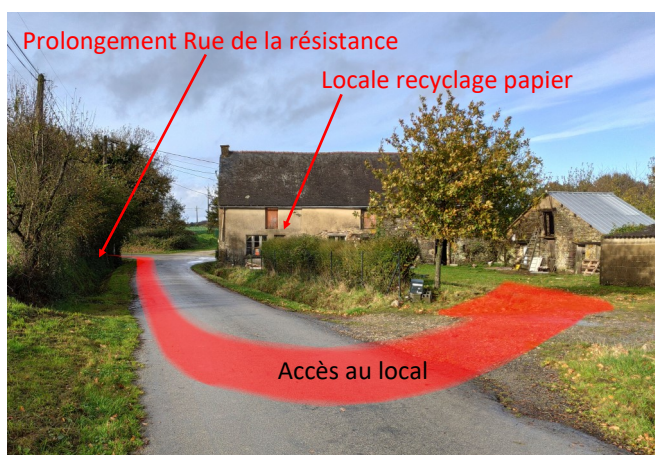 Prolongement Rue de la résistance
Locale recyclage papier
Accès au local